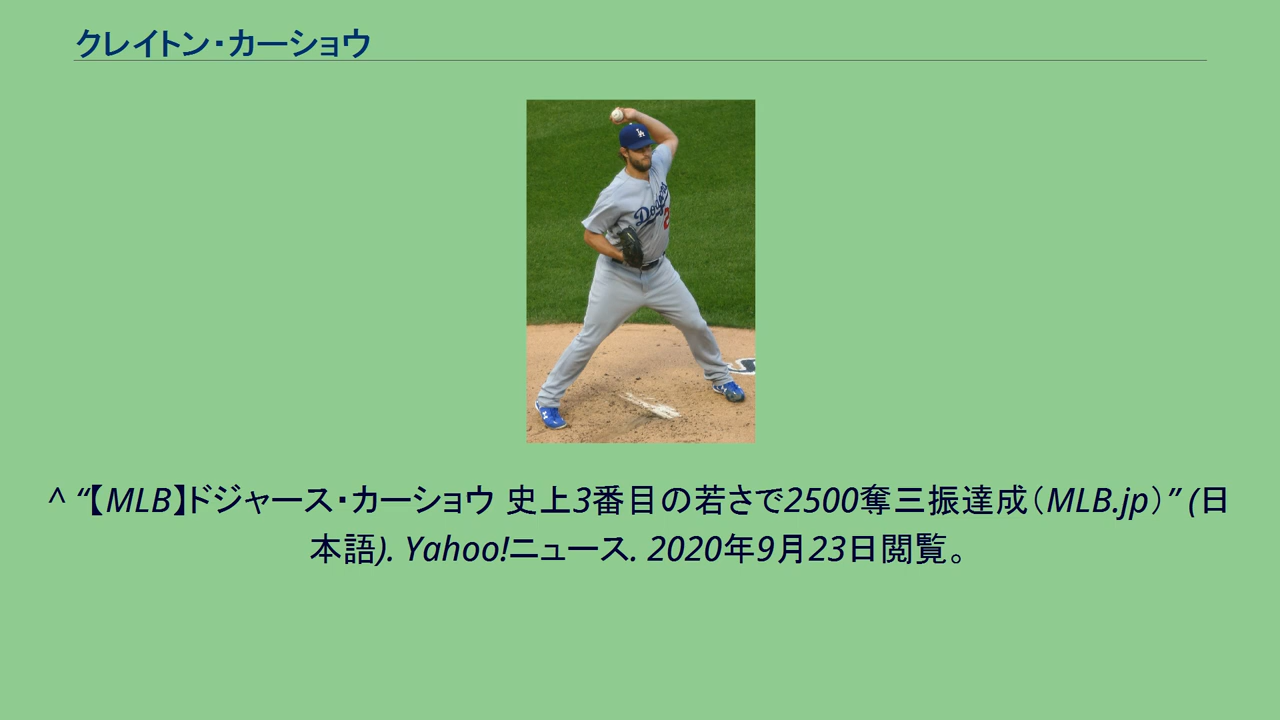 クレイトン・カーショウ
LA
Dodgers
2
^ “【MLB】ドジャース・カーショウ 史上3番目の若さで2500奪三振達成（MLB.jp）” (日
本語). Yahoo!ニュース. 2020年9月23日閲覧。